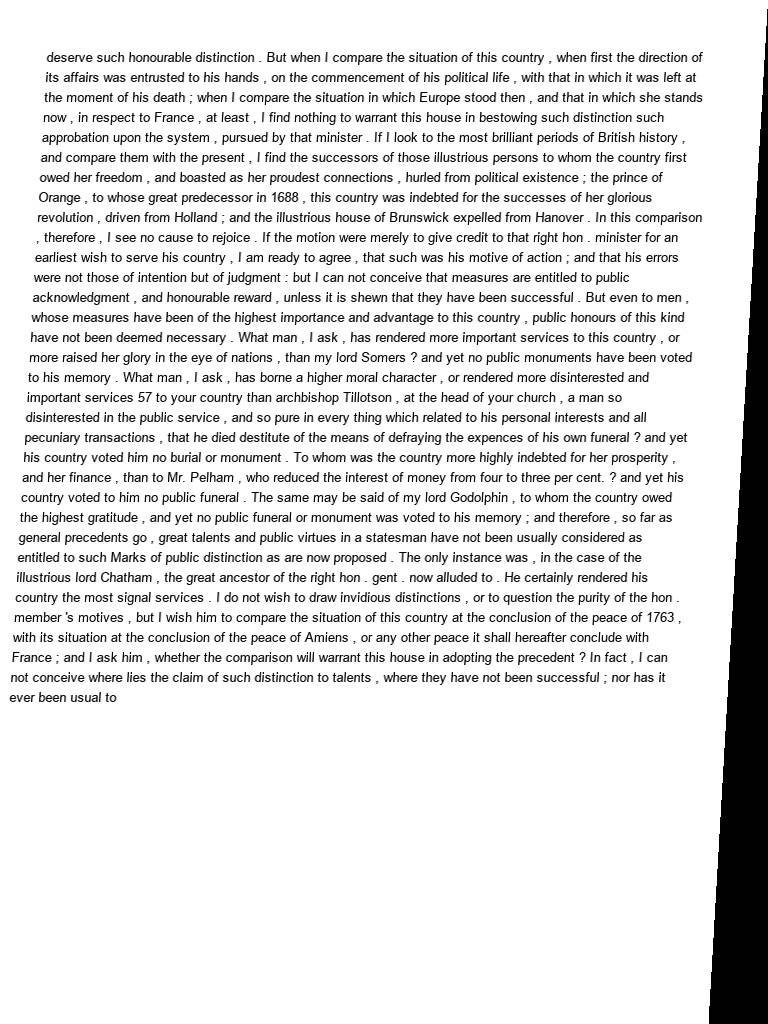 deserve such honourable distinction . But when I compare the situation of this country , when first the direction of
its affairs was entrusted to his hands , on the commencement of his political life , with that in which it was left at
the moment of his death ; when I compare the situation in which Europe stood then , and that in which she stands
now , in respect to France , at least , I find nothing to warrant this house in bestowing such distinction such
approbation upon the system , pursued by that minister . If I look to the most brilliant periods of British history ,
and compare them with the present , I find the successors of those illustrious persons to whom the country first
owed her freedom , and boasted as her proudest connections , hurled from political existence ; the prince of
Orange , to whose great predecessor in 1688 , this country was indebted for the successes of her glorious
revolution , driven from Holland ; and the illustrious house of Brunswick expelled from Hanover . In this comparison
, therefore , I see no cause to rejoice . If the motion were merely to give credit to that right hon . minister for an
earliest wish to serve his country , I am ready to agree , that such was his motive of action ; and that his errors
were not those of intention but of judgment : but I can not conceive that measures are entitled to public
acknowledgment , and honourable reward , unless it is shewn that they have been successful . But even to men ,
whose measures have been of the highest importance and advantage to this country , public honours of this kind
have not been deemed necessary . What man , I ask , has rendered more important services to this country , or
more raised her glory in the eye of nations , than my lord Somers ? and yet no public monuments have been voted
to his memory . What man , I ask , has borne a higher moral character , or rendered more disinterested and
important services 57 to your country than archbishop Tillotson , at the head of your church , a man so
disinterested in the public service , and so pure in every thing which related to his personal interests and all
pecuniary transactions , that he died destitute of the means of defraying the expences of his own funeral ? and yet
his country voted him no burial or monument . To whom was the country more highly indebted for her prosperity ,
and her finance , than to Mr. Pelham , who reduced the interest of money from four to three per cent. ? and yet his
country voted to him no public funeral . The same may be said of my lord Godolphin , to whom the country owed
the highest gratitude , and yet no public funeral or monument was voted to his memory ; and therefore , so far as
general precedents go , great talents and public virtues in a statesman have not been usually considered as
entitled to such Marks of public distinction as are now proposed . The only instance was , in the case of the
illustrious lord Chatham , the great ancestor of the right hon . gent . now alluded to . He certainly rendered his
country the most signal services . I do not wish to draw invidious distinctions , or to question the purity of the hon .
member 's motives , but I wish him to compare the situation of this country at the conclusion of the peace of 1763 ,
with its situation at the conclusion of the peace of Amiens , or any other peace it shall hereafter conclude with
France ; and I ask him , whether the comparison will warrant this house in adopting the precedent ? In fact , I can
not conceive where lies the claim of such distinction to talents , where they have not been successful ; nor has it
ever been usual to